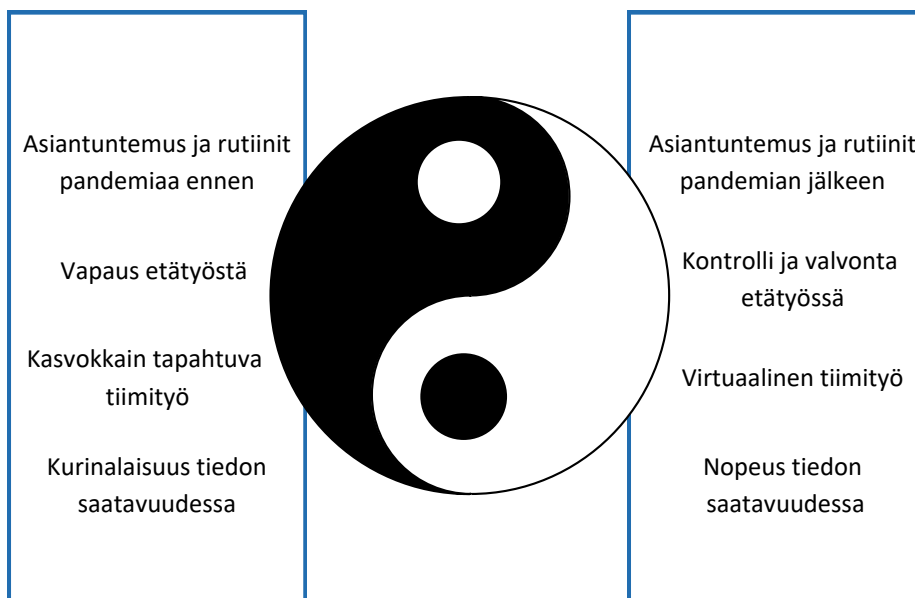 Asiantuntemus ja rutiinit
pandemiaa ennen
Vapaus etätyöstä
Kasvokkain tapahtuva
tiimityö
Kurinalaisuus tiedon
saatavuudessa
Asiantuntemus ja rutiinit
pandemian jälkeen
Kontrolli ja valvonta
etätyössä
Virtuaalinen tiimityö
Nopeus tiedon
saatavuudessa